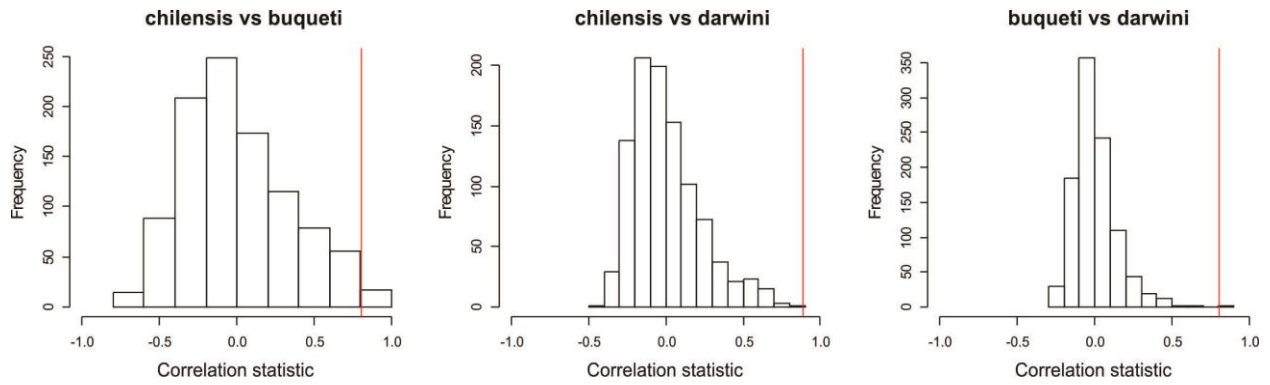 chilensis vs buqueti
chilensis vs darwini
buqueti vs darwini
Frequency
250
200
150
100
50
0
-1.0 -0.5 0.0 0.5 1.0
Correlation statistic
Frequency
200
150
100
50
0
-1.0 -0.5 0.0 0.5 1.0
Correlation statistic
Frequency
350
300
250
200
150
100
50
0
-1.0 -0.5 0.0 0.5 1.0
Correlation statistic